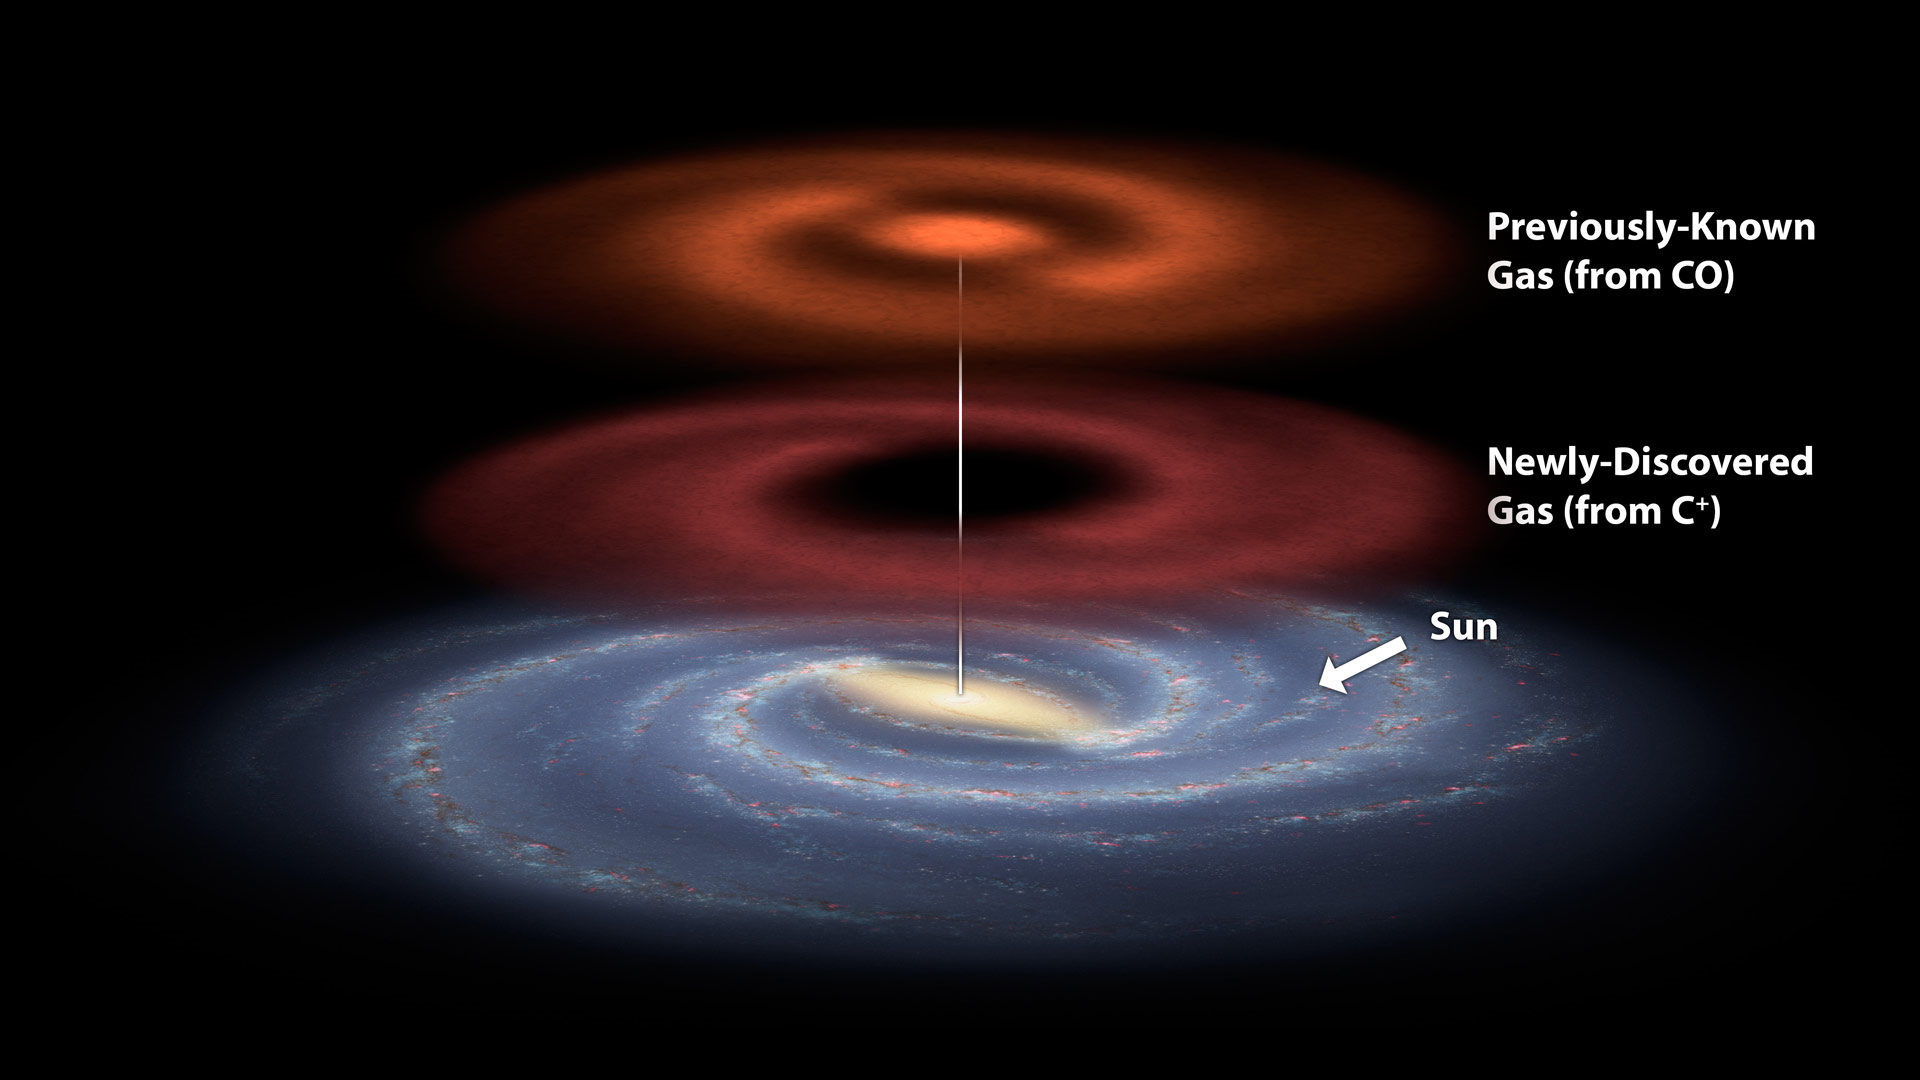 Previously-Known
Gas (from CO)
Newly-Discovered
Gas (from C⁺)
Sun